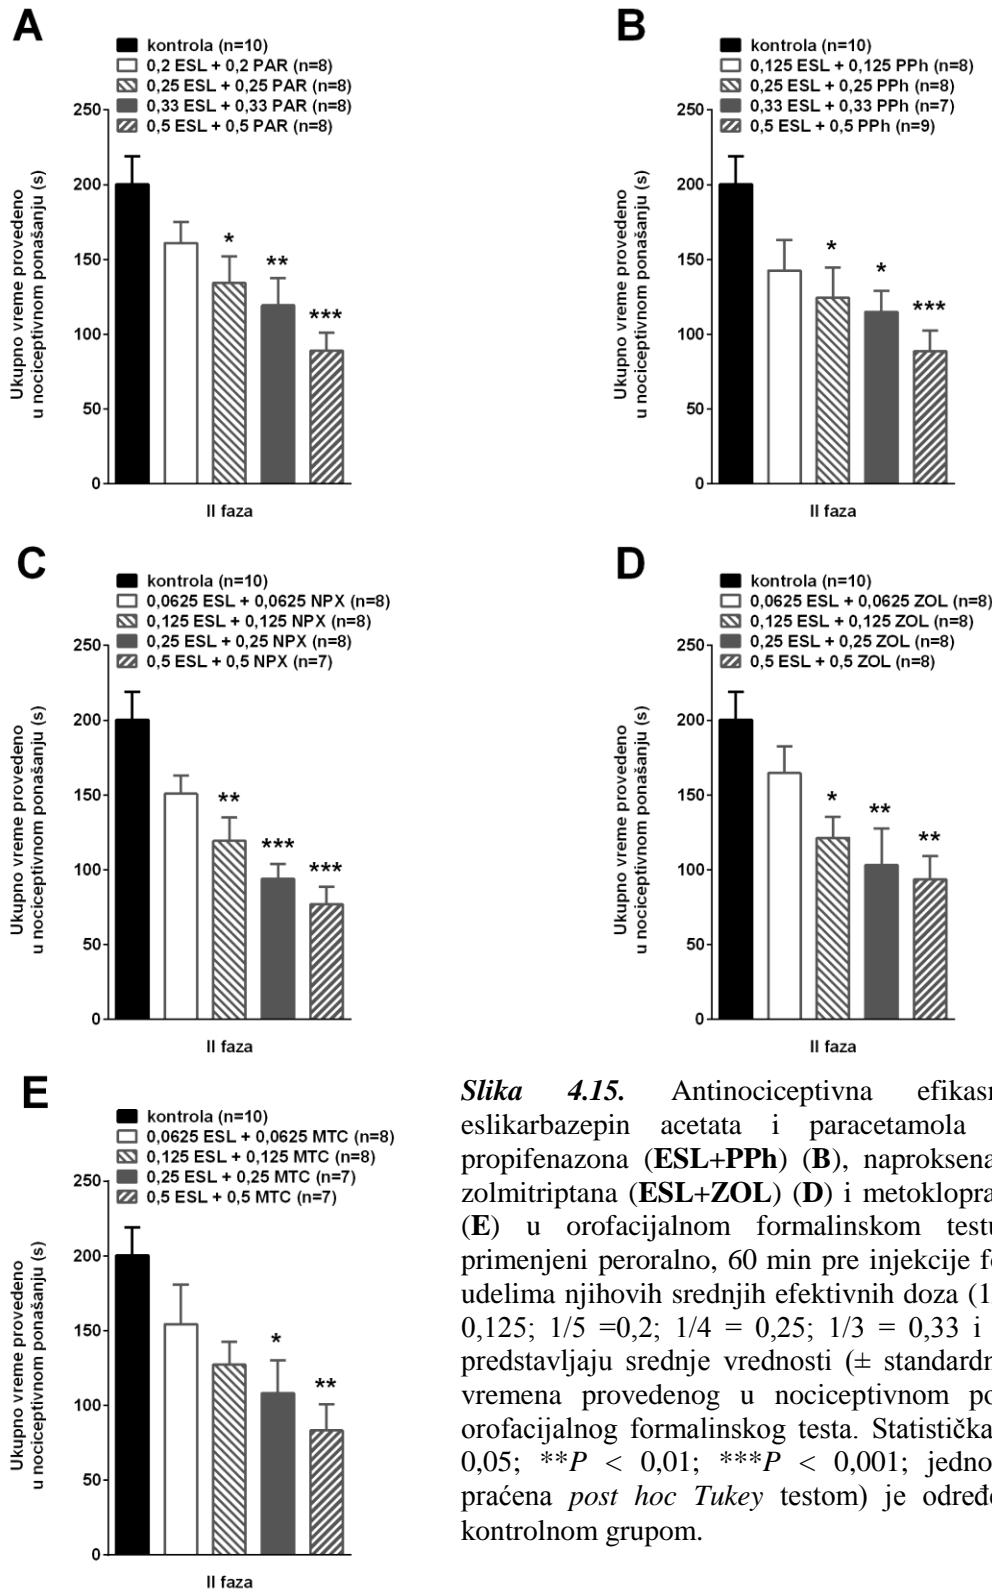 A
kontrola (n=10)
0,2 ESL + 0,2 PAR (n=8)
0,25 ESL + 0,25 PAR (n=8)
0,33 ESL + 0,33 PAR (n=8)
0,5 ESL + 0,5 PAR (n=8)
Ukupno vreme provedeno
u nociceptivnom ponašanju (s)
250
200
150
100
50
0
*
**
***
II faza
B
kontrola (n=10)
0,125 ESL + 0,125 PPh (n=8)
0,25 ESL + 0,25 PPh (n=8)
0,33 ESL + 0,33 PPh (n=7)
0,5 ESL + 0,5 PPh (n=9)
Ukupno vreme provedeno
u nociceptivnom ponašanju (s)
250
200
150
100
50
0
*
*
***
II faza
C
kontrola (n=10)
0,0625 ESL + 0,0625 NPX (n=8)
0,125 ESL + 0,125 NPX (n=8)
0,25 ESL + 0,25 NPX (n=8)
0,5 ESL + 0,5 NPX (n=7)
Ukupno vreme provedeno
u nociceptivnom ponašanju (s)
250
200
150
100
50
0
**
***
***
II faza
D
kontrola (n=10)
0,0625 ESL + 0,0625 ZOL (n=8)
0,125 ESL + 0,125 ZOL (n=8)
0,25 ESL + 0,25 ZOL (n=8)
0,5 ESL + 0,5 ZOL (n=8)
Ukupno vreme provedeno
u nociceptivnom ponašanju (s)
250
200
150
100
50
0
*
**
**
II faza
E
kontrola (n=10)
0,0625 ESL + 0,0625 MTC (n=8)
0,125 ESL + 0,125 MTC (n=8)
0,25 ESL + 0,25 MTC (n=7)
0,5 ESL + 0,5 MTC (n=7)
Ukupno vreme provedeno
u nociceptivnom ponašanju (s)
250
200
150
100
50
0
*
**
II faza
Slika 4.15. Antinociceptivna efikasn
eslikarbazepin acetata i paracetamola
propifenazona (ESL+PPh) (B), naproksena
zolmitriptana (ESL+ZOL) (D) i metoklopra
(E) u orofacijalnom formalinskom testu
primenjeni peroralno, 60 min pre injekcije fo
udelima njihovih srednjih efektivnih doza (1/
0,125; 1/5 =0,2; 1/4 = 0,25; 1/3 = 0,33 i
predstavljaju srednje vrednosti (± standardn
vremena provedenog u nociceptivnom po
orofacijalnog formalinskog testa. Statistička
0,05; **P < 0,01; ***P < 0,001; jedno
praćena post hoc Tukey testom) je određe
kontrolnom grupom.